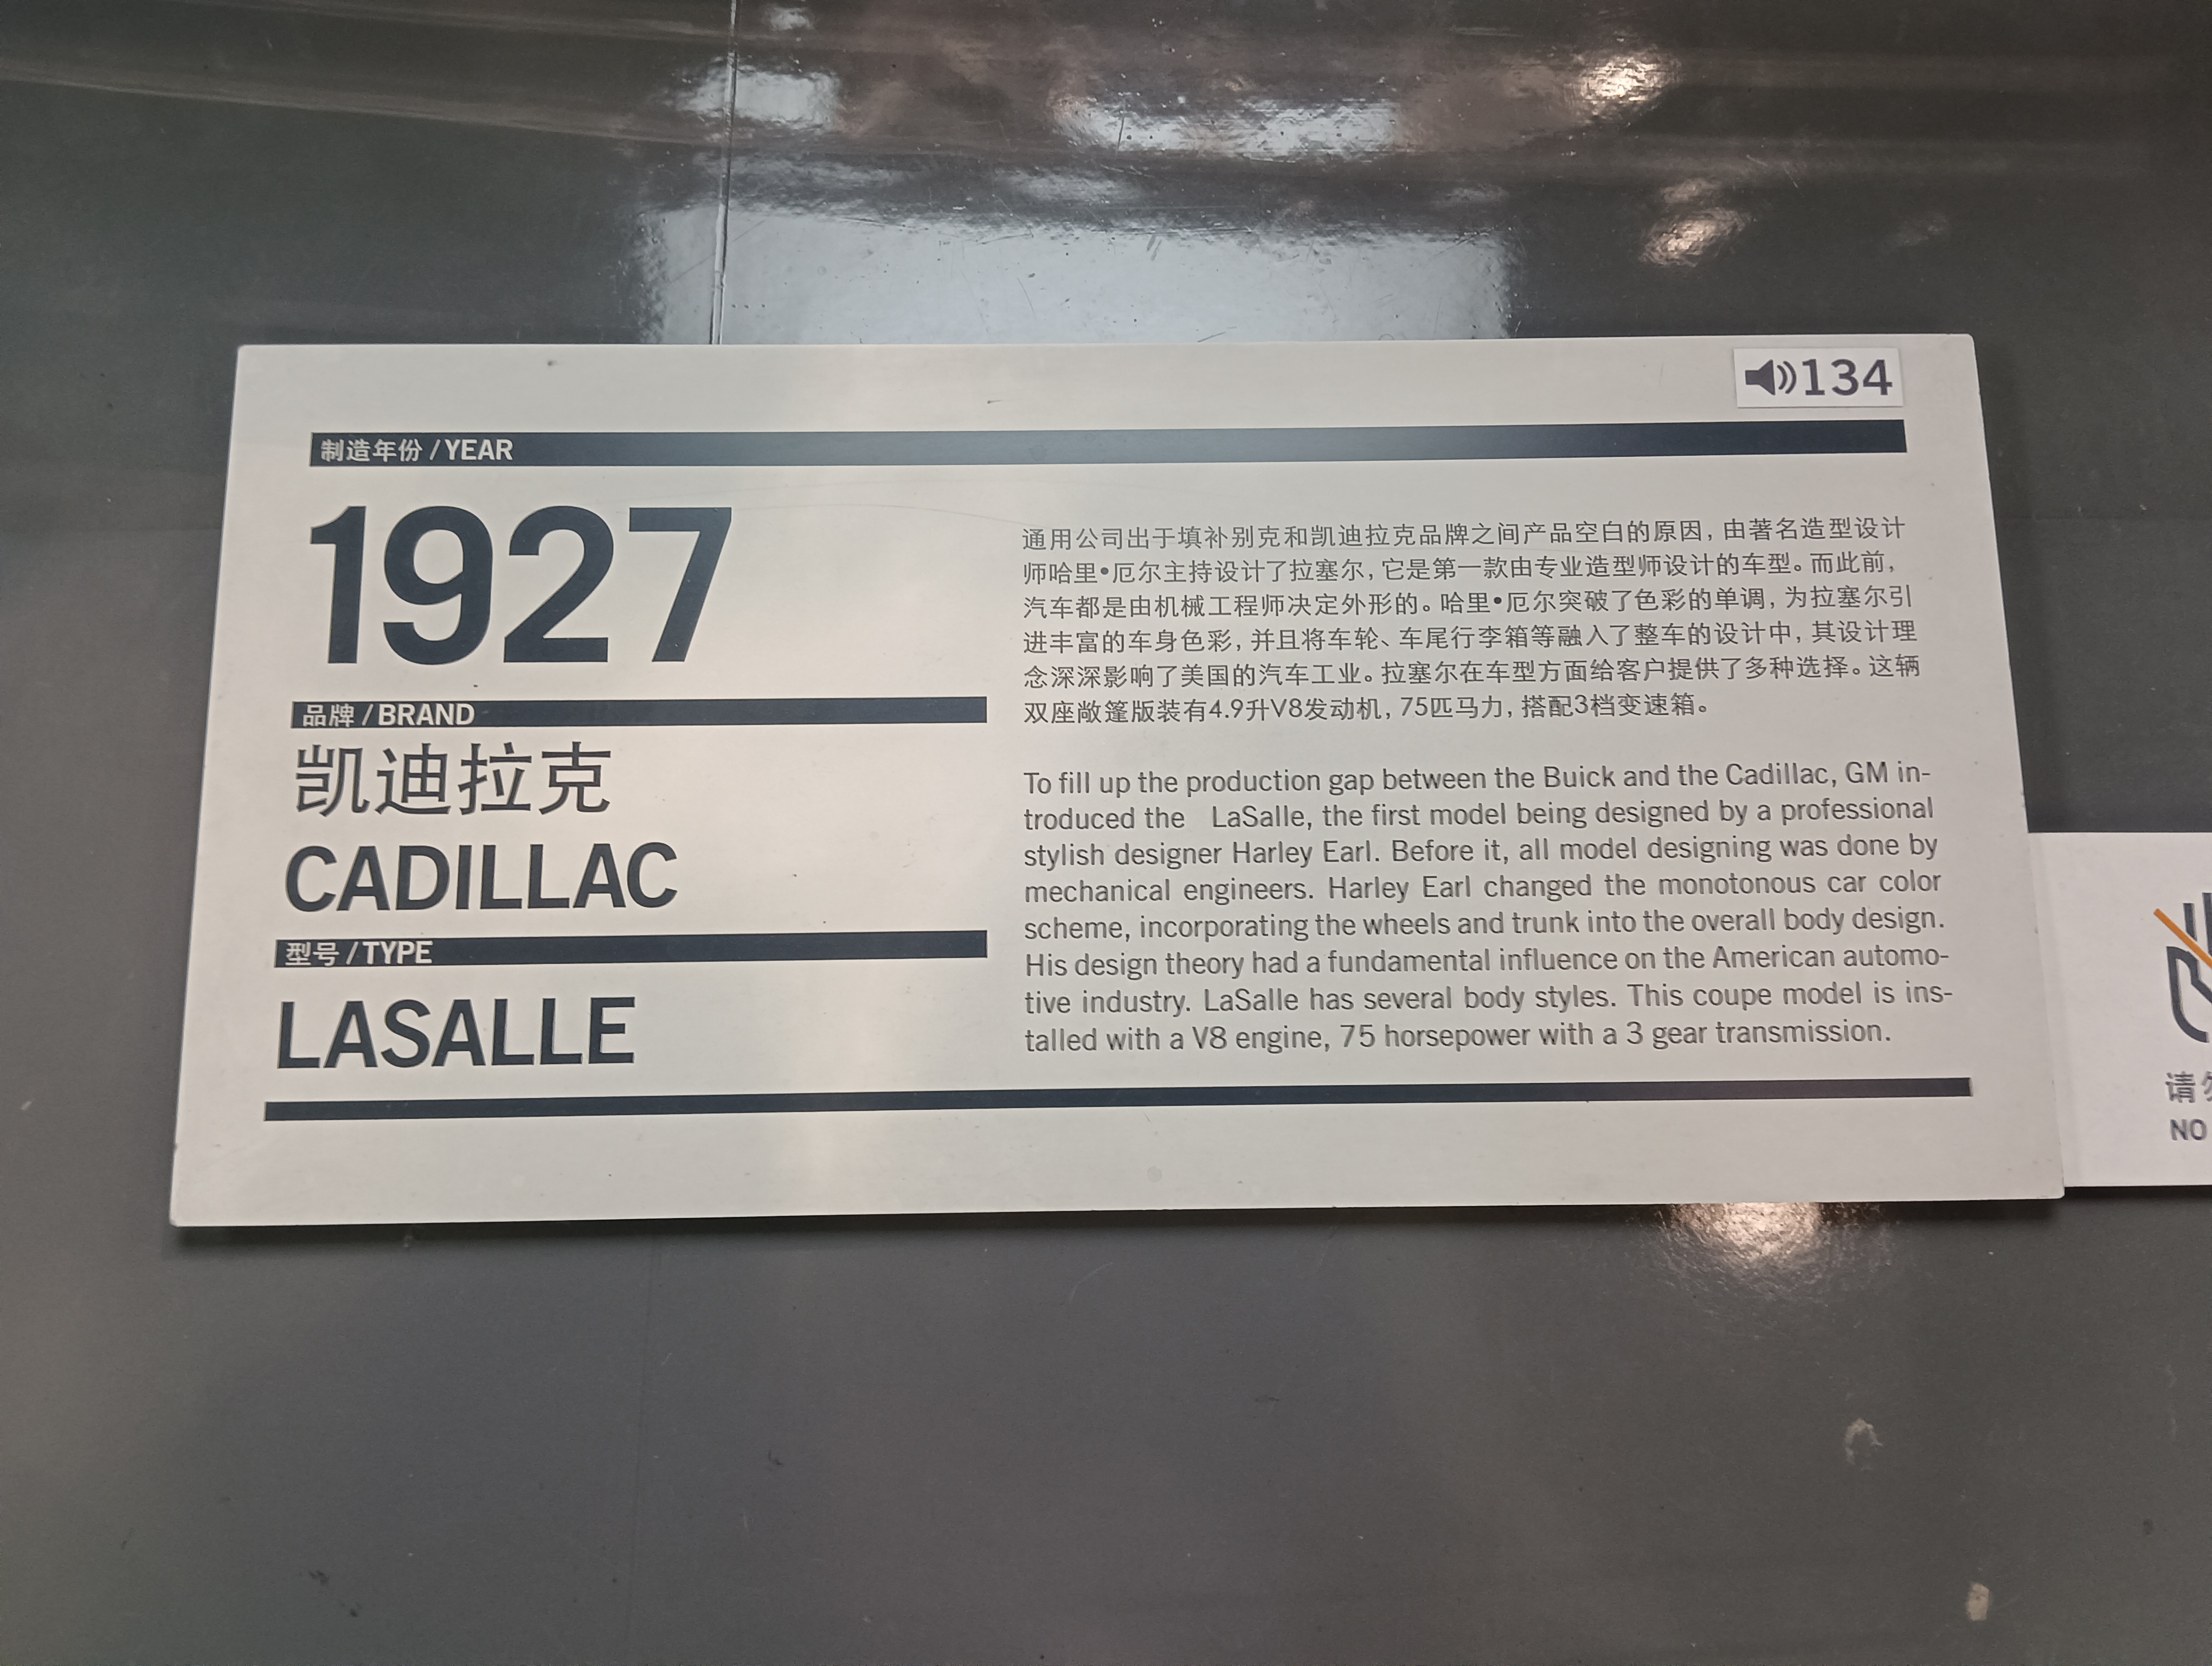 134
制造年份 / YEAR
1927
品牌 / BRAND
凯迪拉克
CADILLAC
型号 / TYPE
LASALLE
通用公司出于填补别克和凯迪拉克品牌之间产品空白的原因，由著名造型设计
师哈里•厄尔主持设计了拉塞尔，它是第一款由专业造型师设计的车型。而此前，
汽车都是由机械工程师决定外形的。哈里•厄尔突破了色彩的单调，为拉塞尔引
进丰富的车身色彩，并且将车轮、车尾行李箱等融入了整车的设计中，其设计理
念深深影响了美国的汽车工业。拉塞尔在车型方面给客户提供了多种选择。这辆
双座敞篷版装有4.9升V8发动机，75匹马力，搭配3档变速箱。
To fill up the production gap between the Buick and the Cadillac, GM in-
troduced the LaSalle, the first model being designed by a professional
stylish designer Harley Earl. Before it, all model designing was done by
mechanical engineers. Harley Earl changed the monotonous car color
scheme, incorporating the wheels and trunk into the overall body design.
His design theory had a fundamental influence on the American automo-
tive industry. LaSalle has several body styles. This coupe model is ins-
talled with a V8 engine, 75 horsepower with a 3 gear transmission.
请
NO